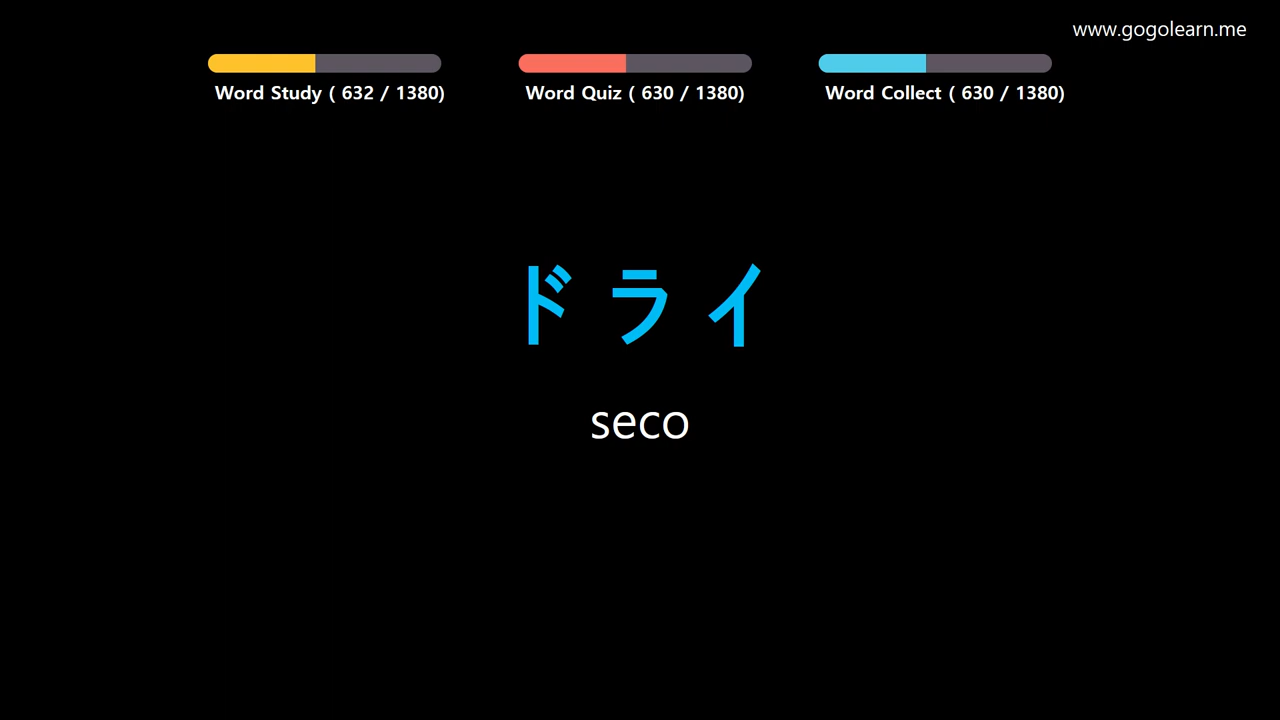 www.gogolearn.me
Word Study ( 632 / 1380)
Word Quiz ( 630 / 1380)
Word Collect ( 630 / 1380)
ドライ
seco